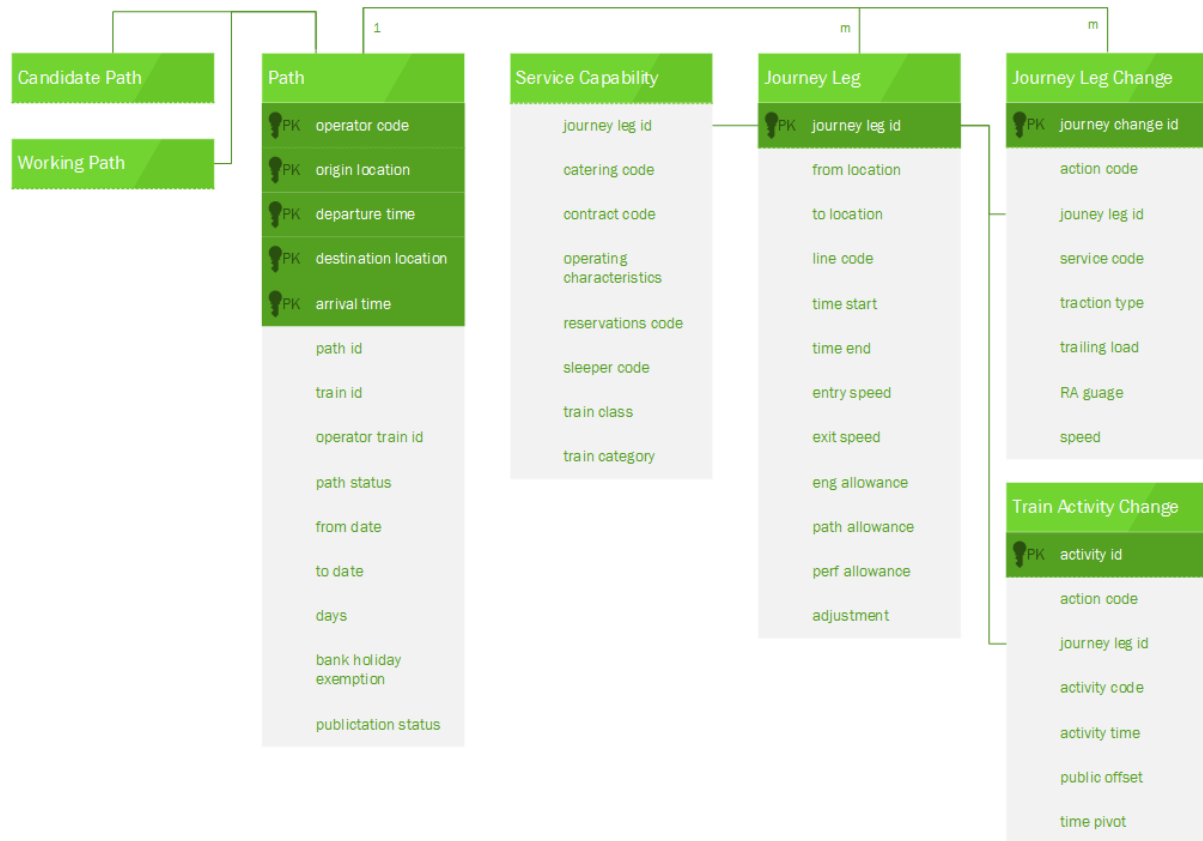 1
m
m
Candidate Path
Working Path
Path
PK operator code
PK origin location
PK departure time
PK destination location
PK arrival time
path id
train id
operator train id
path status
from date
to date
days
bank holiday
exemption
publictation status
Service Capability
journey leg id
catering code
contract code
operating
characteristics
reservations code
sleeper code
train class
train category
Journey Leg
PK journey leg id
from location
to location
line code
time start
time end
entry speed
exit speed
eng allowance
path allowance
perf allowance
adjustment
Journey Leg Change
PK journey change id
action code
jouney leg id
service code
traction type
trailing load
RA guage
speed
Train Activity Change
PK activity id
action code
journey leg id
activity code
activity time
public offset
time pivot